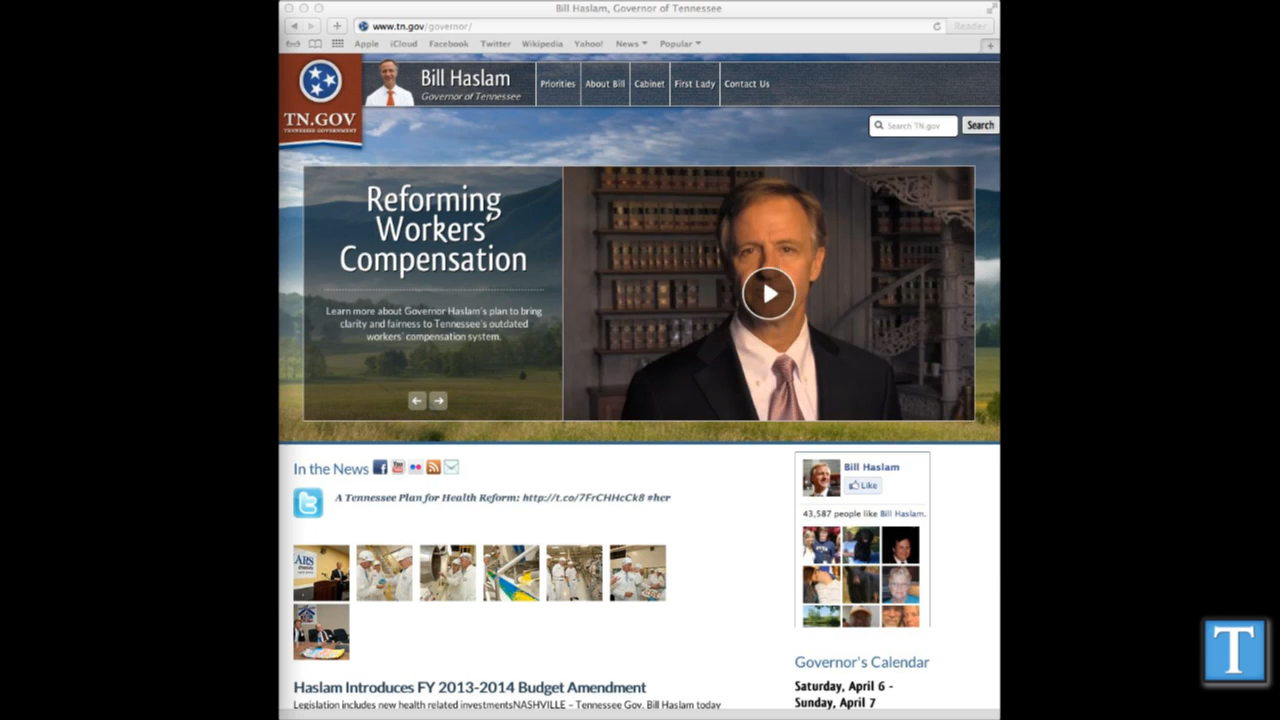 Bill Haslam, Governor of Tennessee
www.tn.gov/governor/
Reader
Apple iCloud Facebook Twitter Wikipedia Yahoo! News Popular
TN.GOV
TENNESSEE GOVERNMENT
Bill Haslam
Governor of Tennessee
Priorities About Bill Cabinet First Lady Contact Us
Search TN.gov Search
Reforming
Workers'
Compensation
Learn more about Governor Haslam's plan to bring
clarity and fairness to Tennessee's outdated
workers' compensation system.
In the News
You
A Tennessee Plan for Health Reform: http://t.co/7FrCHHcCk8 #hcr
Bill Haslam
Like
43,587 people like Bill Haslam.
Governor's Calendar
Saturday, April 6 -
Sunday, April 7
Haslam Introduces FY 2013-2014 Budget Amendment
Legislation includes new health related investmentsNASHVILLE – Tennessee Gov. Bill Haslam today
T